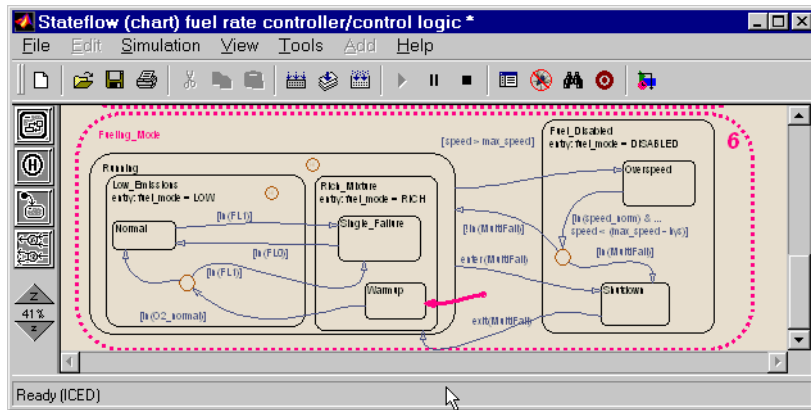 Stateflow (chart) fuel rate controller/control logic *
File Edit Simulation View Tools Add Help
Fueling_Mode
6
Fuel_Disabled
entry: fuel_mode = DISABLED
[speed > max_speed]
Running
Low_Emissions
entry: fuel_mode = LOW
Rich_Mixture
entry: fuel_mode = RICH
Overspeed
Normal
[In(FL1)]
Single_Failure
[In(speed_norm) & ...
speed < (max_speed - hys)]
[!In(MultiFail)]
[In(FL0)]
[In(MultiFail)]
[In(FL1)]
enter(MultiFail)
Warmup
Shutdown
[In(O2_normal)]
exit(MultiFail)
Z
41%
z
Ready (ICED)